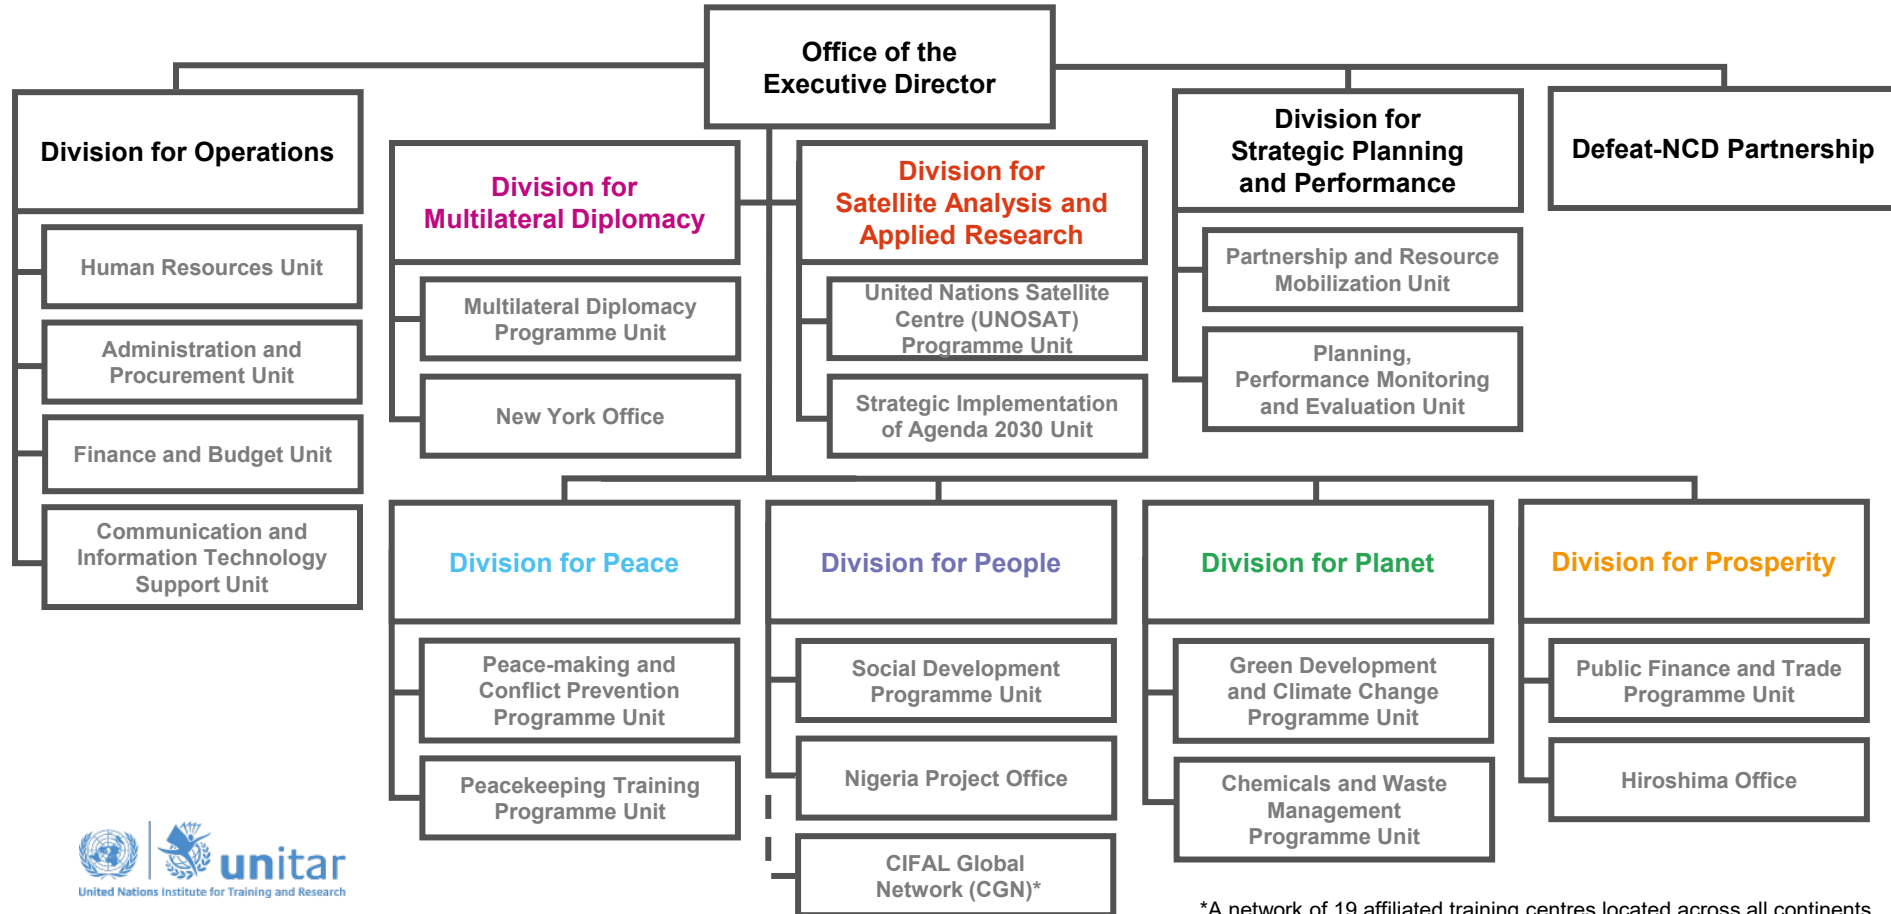 Office of the
Executive Director
Division for Operations
Human Resources Unit
Administration and
Procurement Unit
Finance and Budget Unit
Communication and
Information Technology
Support Unit
Division for
Multilateral Diplomacy
Multilateral Diplomacy
Programme Unit
New York Office
Division for
Satellite Analysis and
Applied Research
United Nations Satellite
Centre (UNOSAT)
Programme Unit
Strategic Implementation
of Agenda 2030 Unit
Division for
Strategic Planning
and Performance
Partnership and Resource
Mobilization Unit
Planning,
Performance Monitoring
and Evaluation Unit
Defeat-NCD Partnership
Division for Peace
Peace-making and
Conflict Prevention
Programme Unit
Peacekeeping Training
Programme Unit
Division for People
Social Development
Programme Unit
Nigeria Project Office
CIFAL Global
Network (CGN)*
Division for Planet
Green Development
and Climate Change
Programme Unit
Chemicals and Waste
Management
Programme Unit
Division for Prosperity
Public Finance and Trade
Programme Unit
Hiroshima Office
unitar
United Nations Institute for Training and Research
*A network of 19 affiliated training centres located across all continents